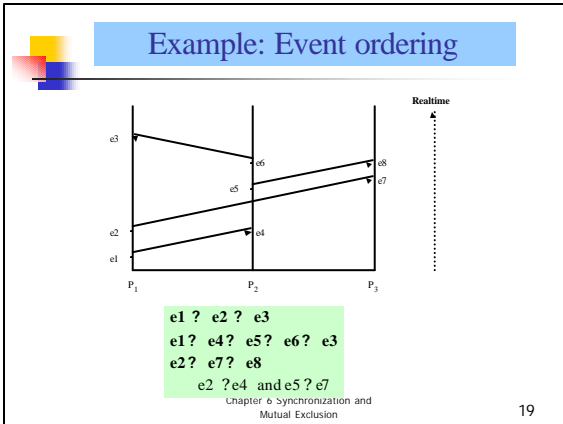 Example: Event ordering
Realtime
e3
e6
e8
e5
e7
e2
e4
e1
P1
P2
P3
e1 ? e2 ? e3
e1? e4? e5? e6? e3
e2? e7? e8
e2 ?e4 and e5 ? e7
Chapter 6 Synchronization and
Mutual Exclusion
19